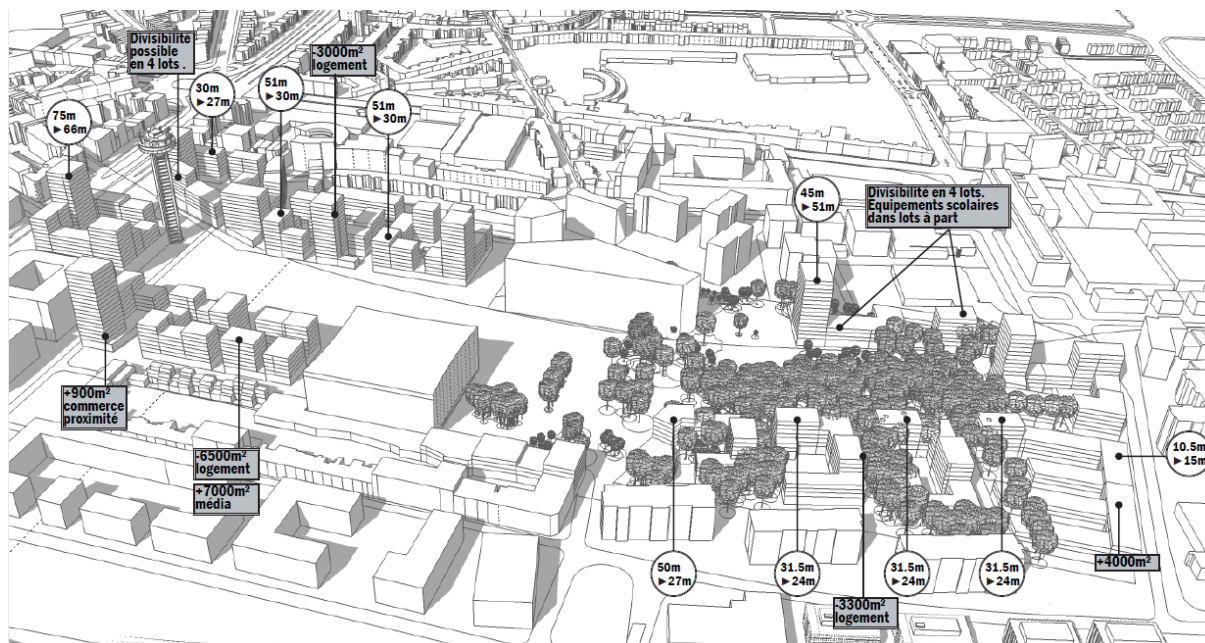 Divisibilité
possible
en 4 lots .
-3000m²
logement
30m
►27m
51m
►30m
51m
►30m
75m
►66m
45m
►51m
Divisibilité en 4 lots.
Equipements scolaires
dans lots à part
+900m²
commerce
proximité
-6500m²
logement
+7000m²
média
10.5m
►15m
50m
►27m
31.5m
►24m
31.5m
►24m
31.5m
►24m
+4000m²
-3300m²
logement